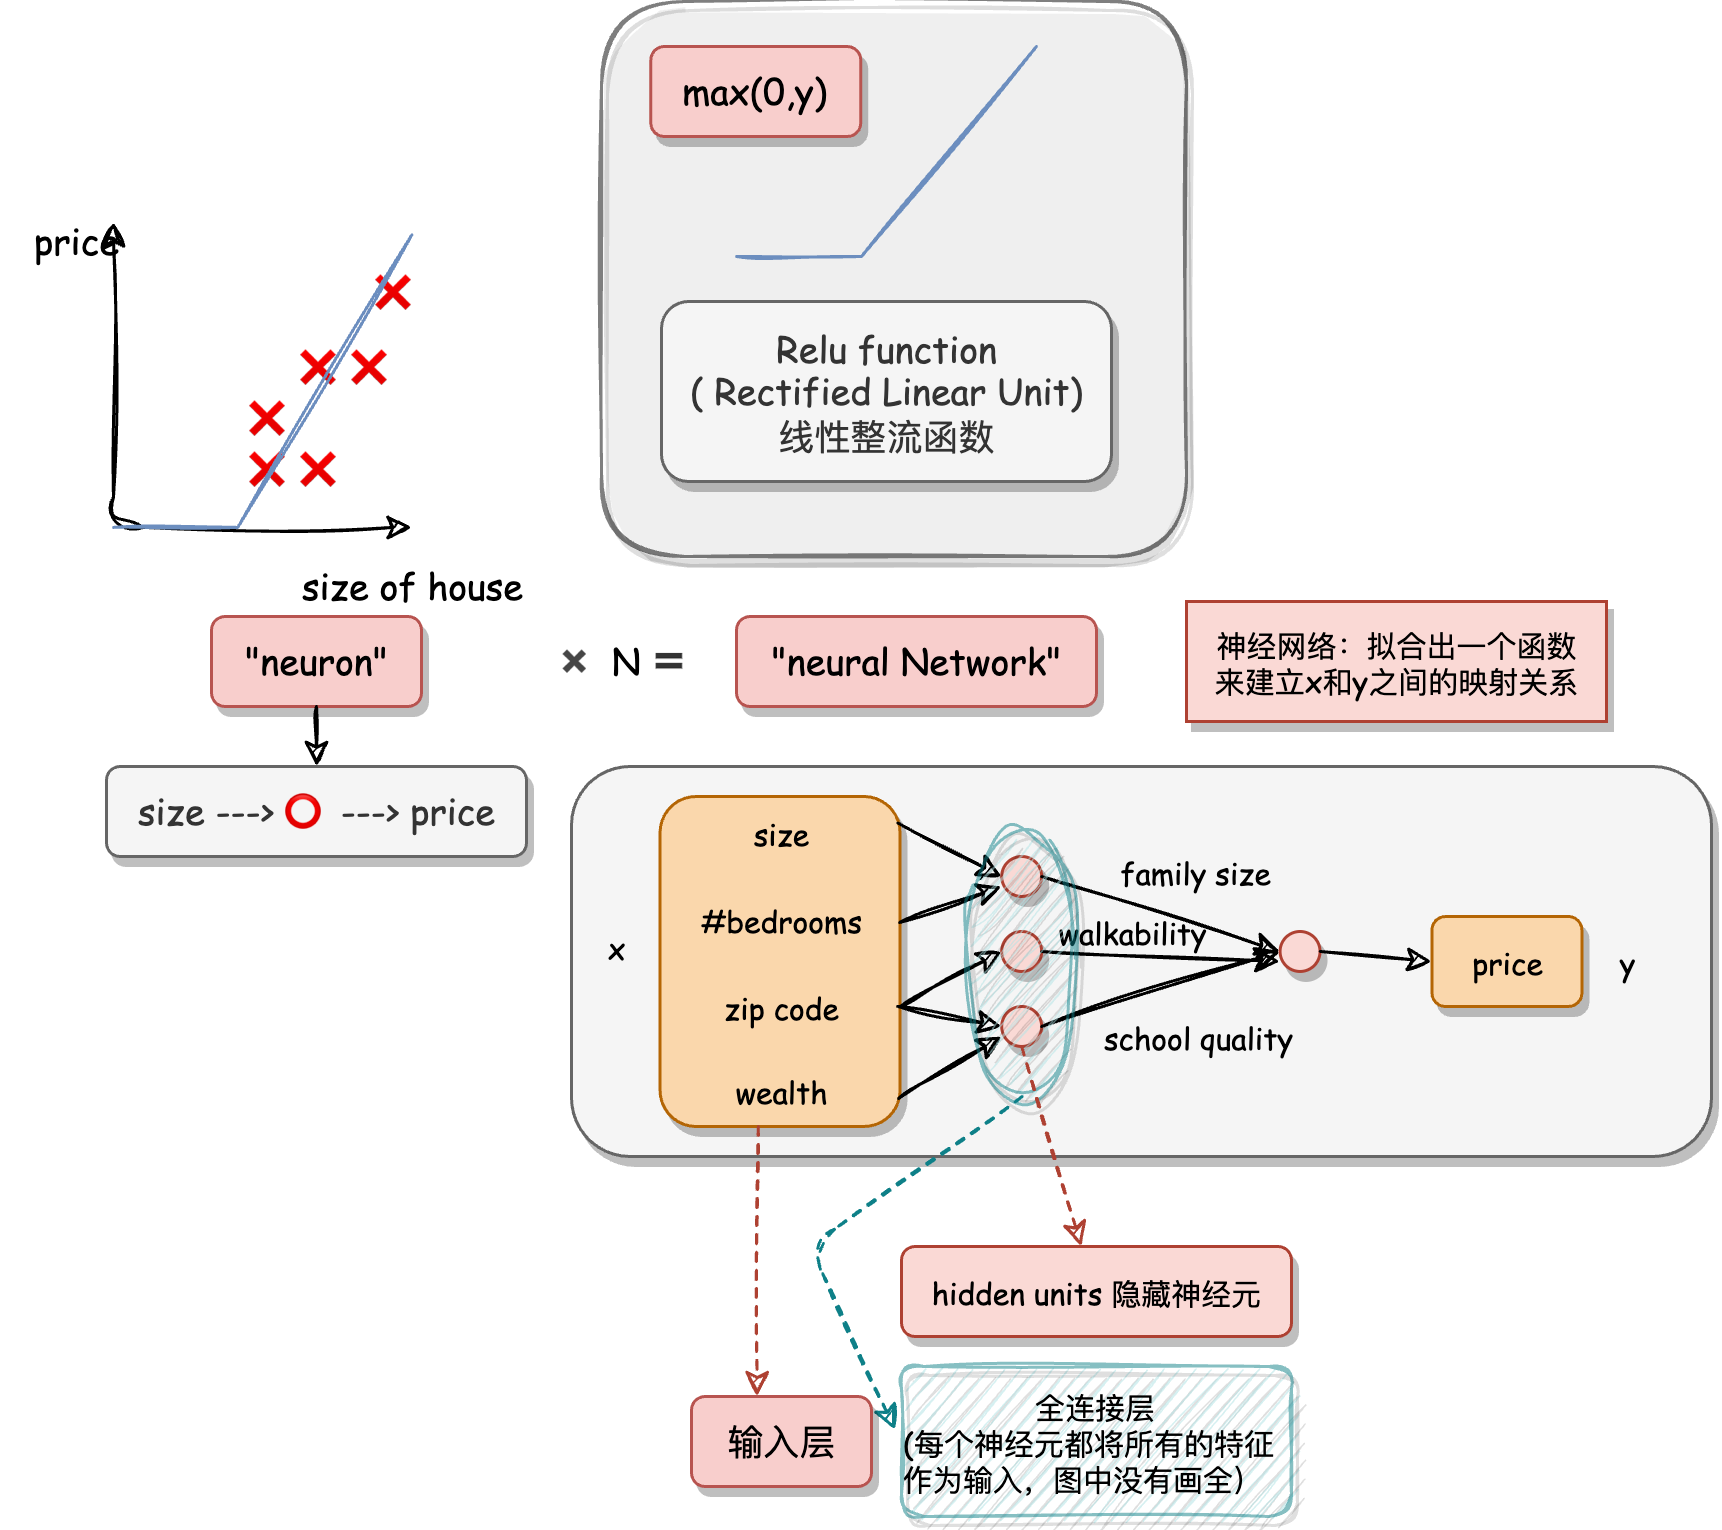 max(0,y)
price
Relu function
( Rectified Linear Unit)
线性整流函数
size of house
"neuron"
× N =
"neural Network"
神经网络：拟合出一个函数
来建立x和y之间的映射关系
size ---> ---> price
size
#bedrooms
zip code
wealth
x
family size
walkability
school quality
price
y
hidden units 隐藏神经元
输入层
全连接层
(每个神经元都将所有的特征
作为输入，图中没有画全）